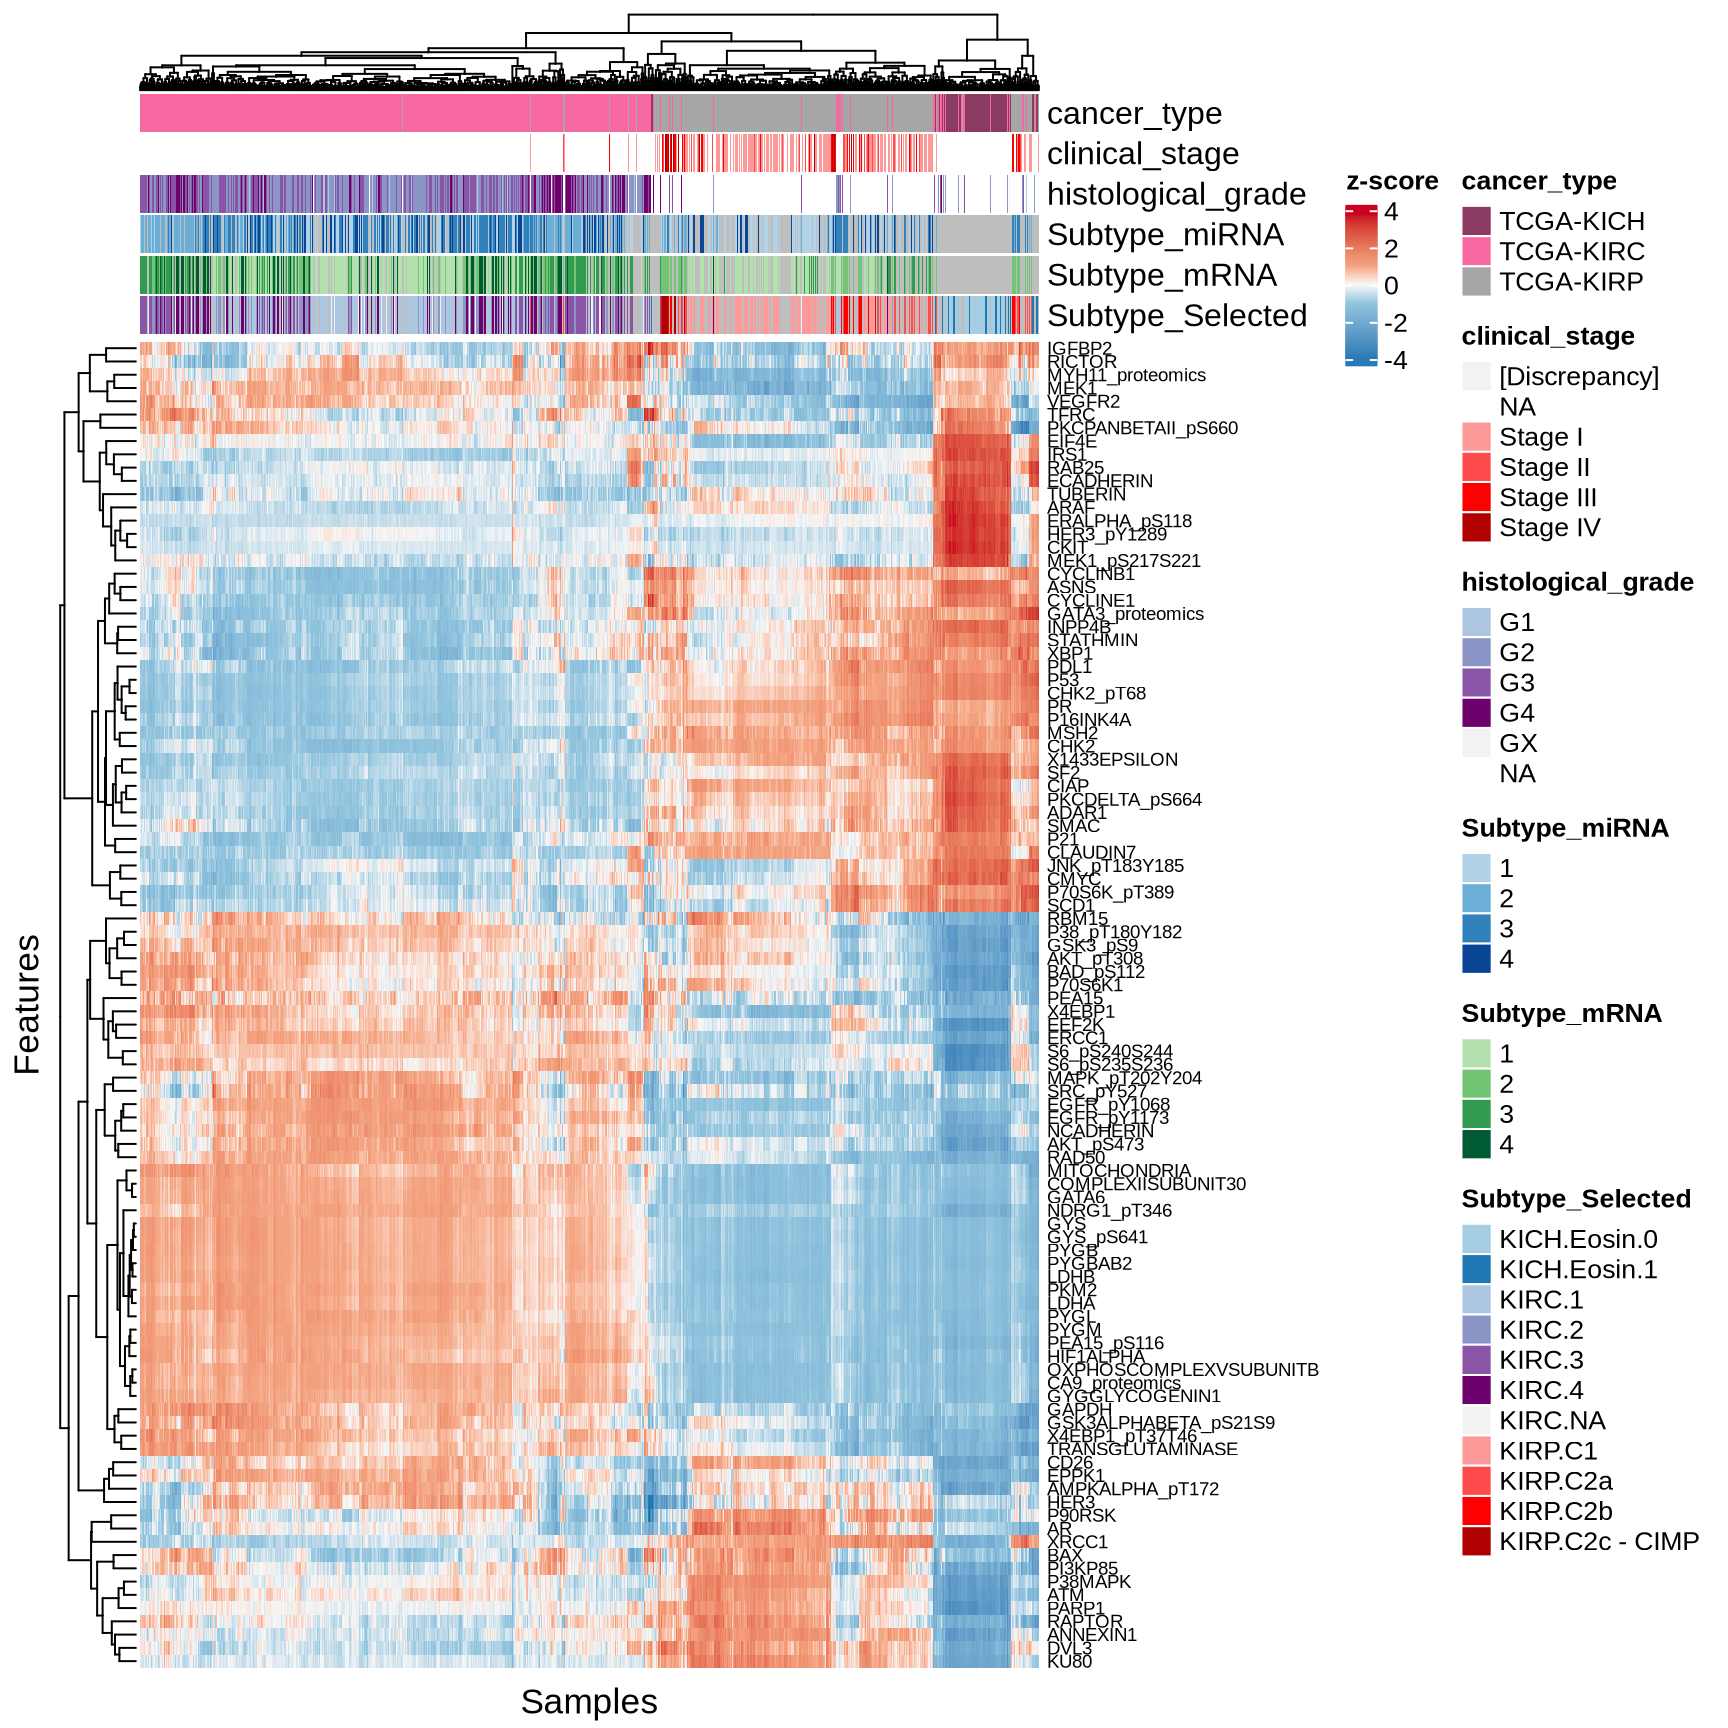 cancer_type
clinical_stage
histological_grade
Subtype_miRNA
Subtype_mRNA
Subtype_Selected
IGFBP2
RICTOR
MYH11_proteomics
MEK1
VEGFR2
TFRC
PKCPANBETAII_pS660
EIF4E
IRS1
RAB25
ECADHERIN
TUBERIN
ARAF
ERALPHA_pS118
HER3_pY1289
CKIT
MEK1_pS217S221
CYCLINB1
ASNS
CYCLINE1
GATA3_proteomics
INPP4B
STATHMIN
XBP1
PDL1
P53
CHK2_pT68
PR
P16INK4A
MSH2
CHK2
X1433EPSILON
SF2
CIAP
PKCDELTA_pS664
ADAR1
SMAC
P21
CLAUDIN7
JNK_pT183Y185
CMYC
P70S6K_pT389
SCD1
RBM15
P38_pT180Y182
GSK3_pS9
AKT_pT308
BAD_pS112
P70S6K1
PEA15
X4EBP1
EEF2K
ERCC1
S6_pS240S244
S6_pS235S236
MAPK_pT202Y204
SRC_pY527
EGFR_pY1068
EGFR_pY1173
NCADHERIN
AKT_pS473
RAD50
MITOCHONDRIA
COMPLEXIISUBUNIT30
GATA6
NDRG1_pT346
GYS
GYS_pS641
PYGB
PYGBAB2
LDHB
PKM2
LDHA
PYGL
PYGM
PEA15_pS116
HIF1ALPHA
OXPHOSCOMPLEXVSUBUNITB
CA9_proteomics
GYGGLYCOGENIN1
GAPDH
GSK3ALPHABETA_pS21S9
X4EBP1_pT37T46
TRANSGLUTAMINASE
CD26
EPPK1
AMPKALPHA_pT172
HER3
P90RSK
AR
XRCC1
BAX
PI3KP85
P38MAPK
ATM
PARP1
RAPTOR
ANNEXIN1
DVL3
KU80
Features
Samples
z-score
4
2
0
-2
-4
cancer_type
TCGA-KICH
TCGA-KIRC
TCGA-KIRP
clinical_stage
[Discrepancy]
NA
Stage I
Stage II
Stage III
Stage IV
histological_grade
G1
G2
G3
G4
GX
NA
Subtype_miRNA
1
2
3
4
Subtype_mRNA
1
2
3
4
Subtype_Selected
KICH.Eosin.0
KICH.Eosin.1
KIRC.1
KIRC.2
KIRC.3
KIRC.4
KIRC.NA
KIRP.C1
KIRP.C2a
KIRP.C2b
KIRP.C2c - CIMP